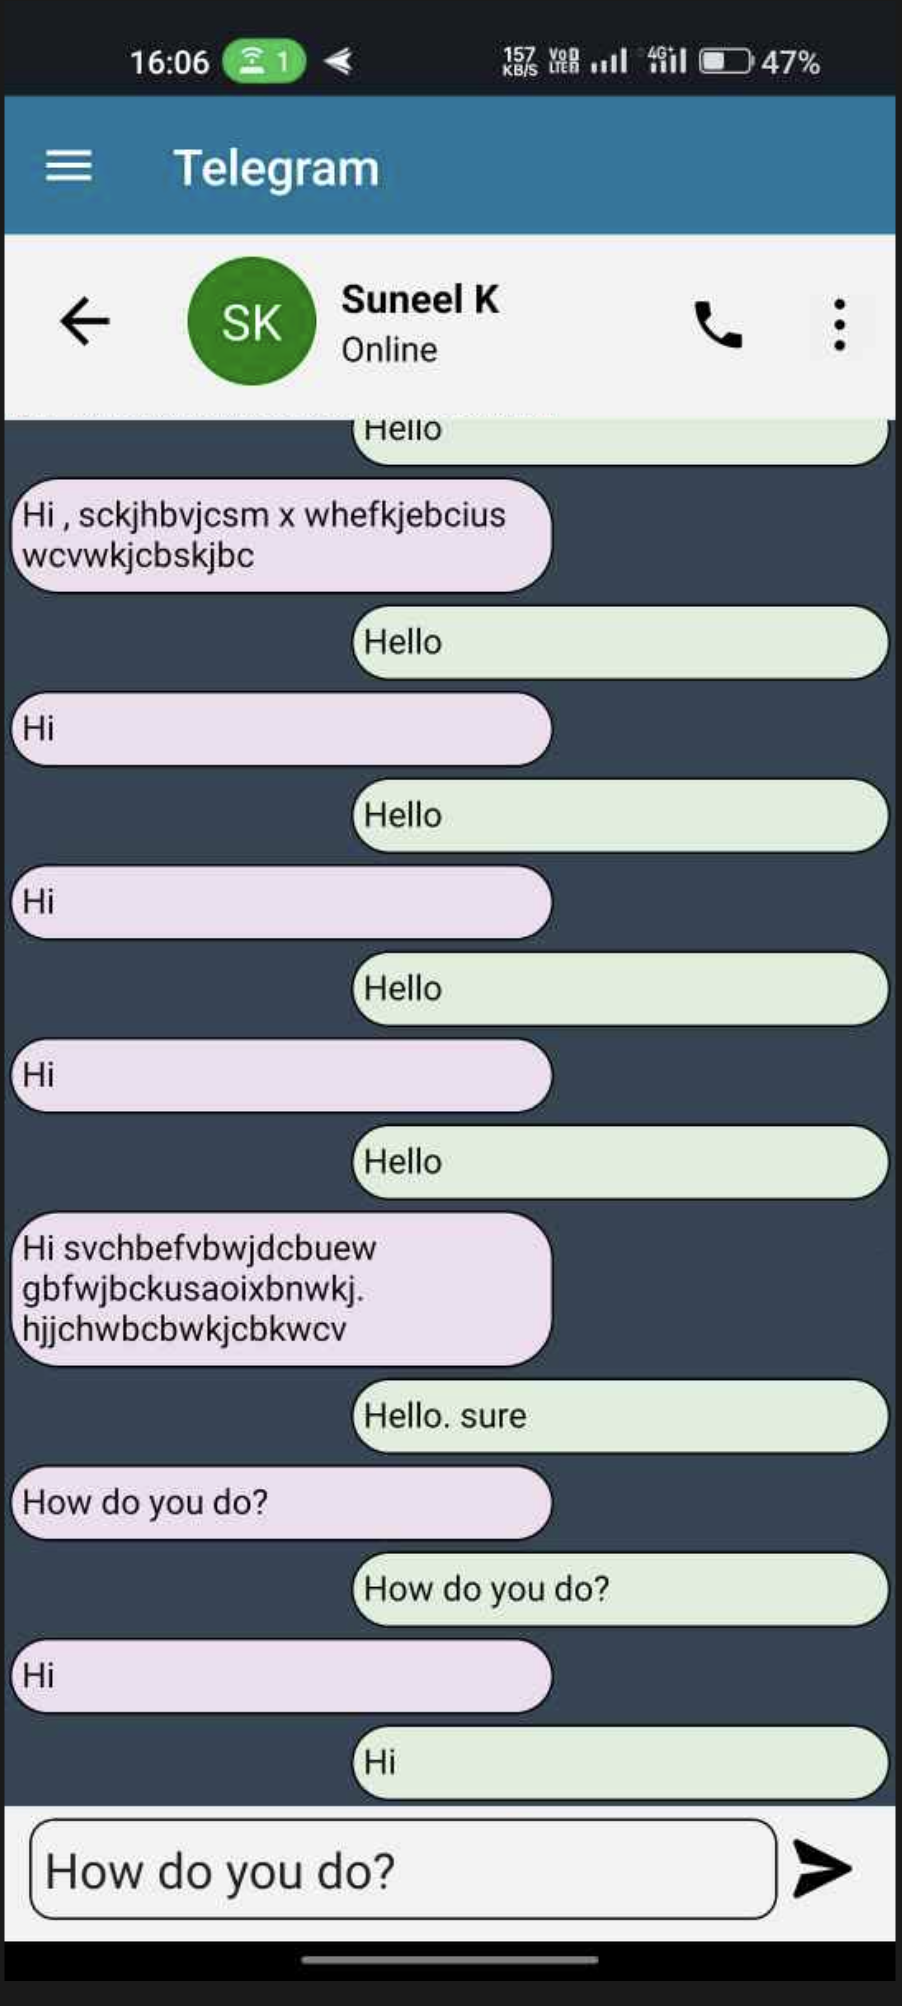 16:06 1 157 KB/S Vo LTE 4G+ 47%
Telegram
SK
Suneel K
Online
Hello
Hi , sckjhbvjcsm x whefkjebcius
wcvwkjcbskjbc
Hello
Hi
Hello
Hi
Hello
Hi
Hello
Hi svchbefvbwjdcbuew
gbfwjbckusaoixbnwkj.
hjjchwbcbwkjcbkwcv
Hello. sure
How do you do?
How do you do?
Hi
Hi
How do you do?